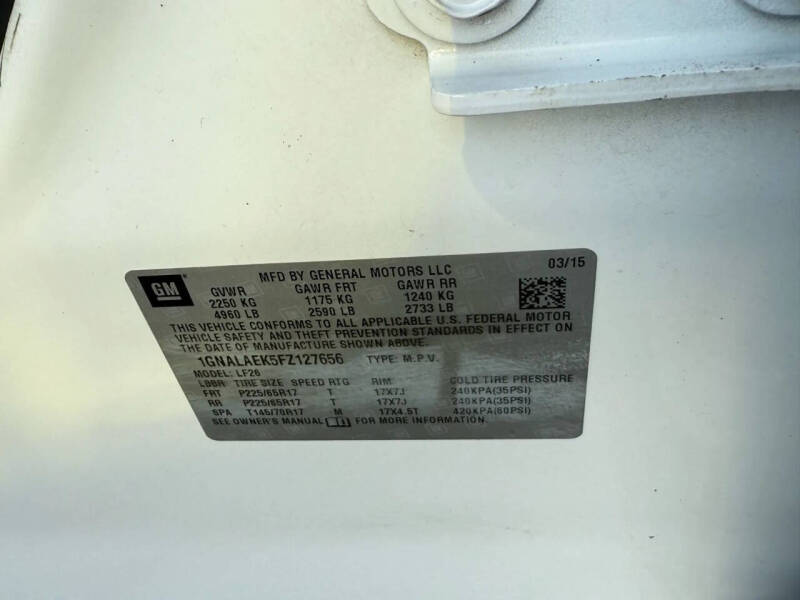 GM
MFD BY GENERAL MOTORS LLC 03/15
GVWR GAWR FRT GAWR RR
2250 KG 1175 KG 1240 KG
4960 LB 2590 LB 2733 LB
THIS VEHICLE CONFORMS TO ALL APPLICABLE U.S. FEDERAL MOTOR
VEHICLE SAFETY AND THEFT PREVENTION STANDARDS IN EFFECT ON
THE DATE OF MANUFACTURE SHOWN ABOVE.
1GNALAEK5FZ127656 TYPE: M.P.V.
MODEL: LF26
LBBR TIRE SIZE SPEED RTG RIM COLD TIRE PRESSURE
FRT P225/65R17 T 17X7J 240KPA(35PSI)
RR P225/65R17 T 17X7J 240KPA(35PSI)
SPA T145/70R17 M 17X4.5T 420KPA(60PSI)
SEE OWNER'S MANUAL FOR MORE INFORMATION.